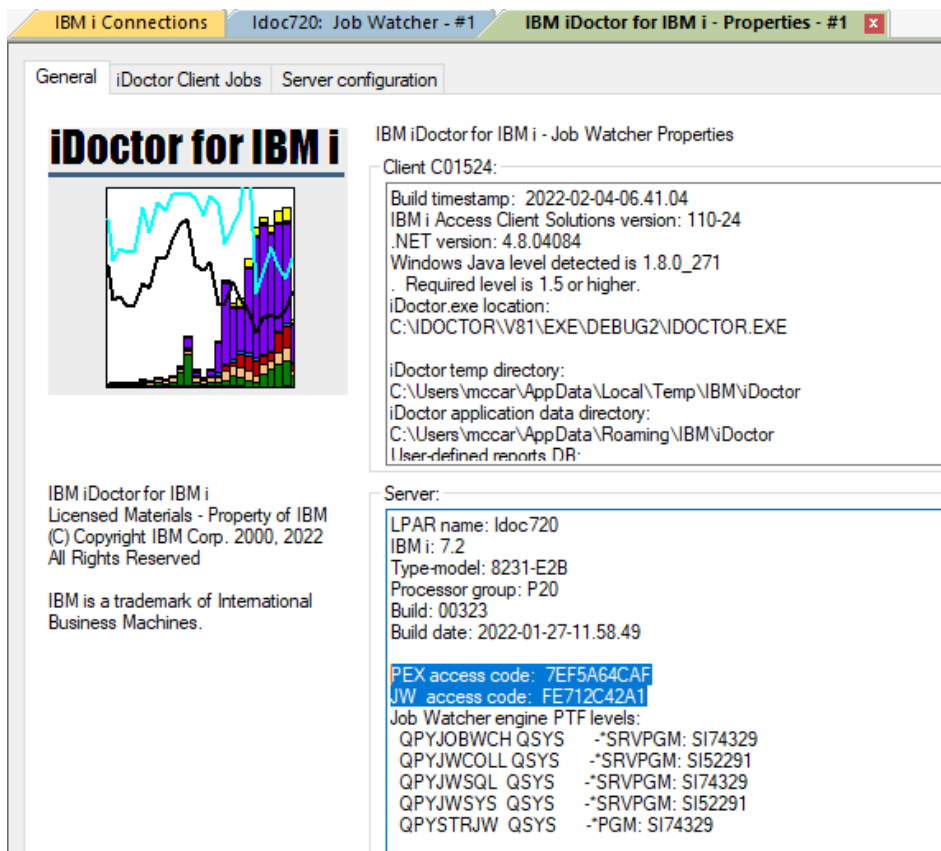 IBM i Connections
Idoc720: Job Watcher - #1
IBM iDoctor for IBM i - Properties - #1
x
General
iDoctor Client Jobs
Server configuration
iDoctor for IBM i
IBM iDoctor for IBM i - Job Watcher Properties
Client C01524:
Build timestamp: 2022-02-04-06.41.04
IBM i Access Client Solutions version: 110-24
.NET version: 4.8.04084
Windows Java level detected is 1.8.0_271
. Required level is 1.5 or higher.
iDoctor.exe location:
C:\IDOCTOR\V81\EXE\DEBUG2\IDOCTOR.EXE
iDoctor temp directory:
C:\Users\mccar\AppData\Local\Temp\IBM\iDoctor
iDoctor application data directory:
C:\Users\mccar\AppData\Roaming\IBM\iDoctor
User-defined reports DB:
IBM iDoctor for IBM i
Licensed Materials - Property of IBM
(C) Copyright IBM Corp. 2000, 2022
All Rights Reserved
IBM is a trademark of International
Business Machines.
Server:
LPAR name: Idoc720
IBM i: 7.2
Type-model: 8231-E2B
Processor group: P20
Build: 00323
Build date: 2022-01-27-11.58.49
PEX access code: 7EF5A64CAF
JW access code: FE712C42A1
Job Watcher engine PTF levels:
QPYJOBWCH QSYS -*SRVPGM: SI74329
QPYJWCOLL QSYS -*SRVPGM: SI52291
QPYJWSQL QSYS -*SRVPGM: SI74329
QPYJWSYS QSYS -*SRVPGM: SI52291
QPYSTRJW QSYS -*PGM: SI74329